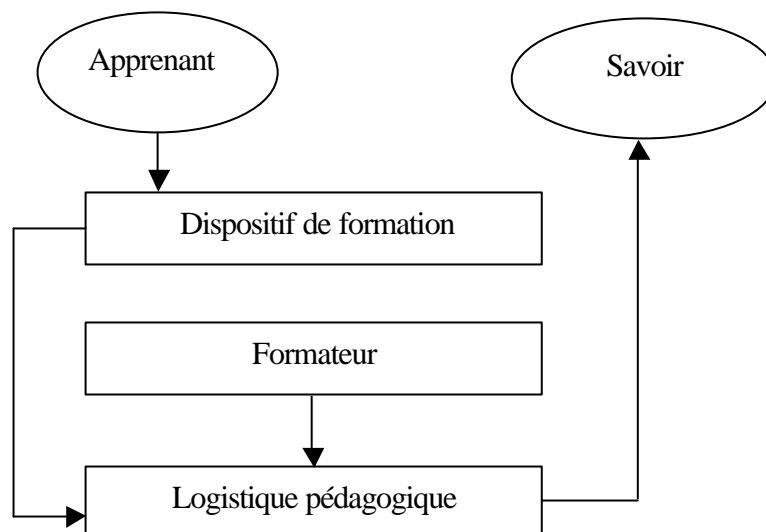 Apprenant
Savoir
Dispositif de formation
Formateur
Logistique pédagogique